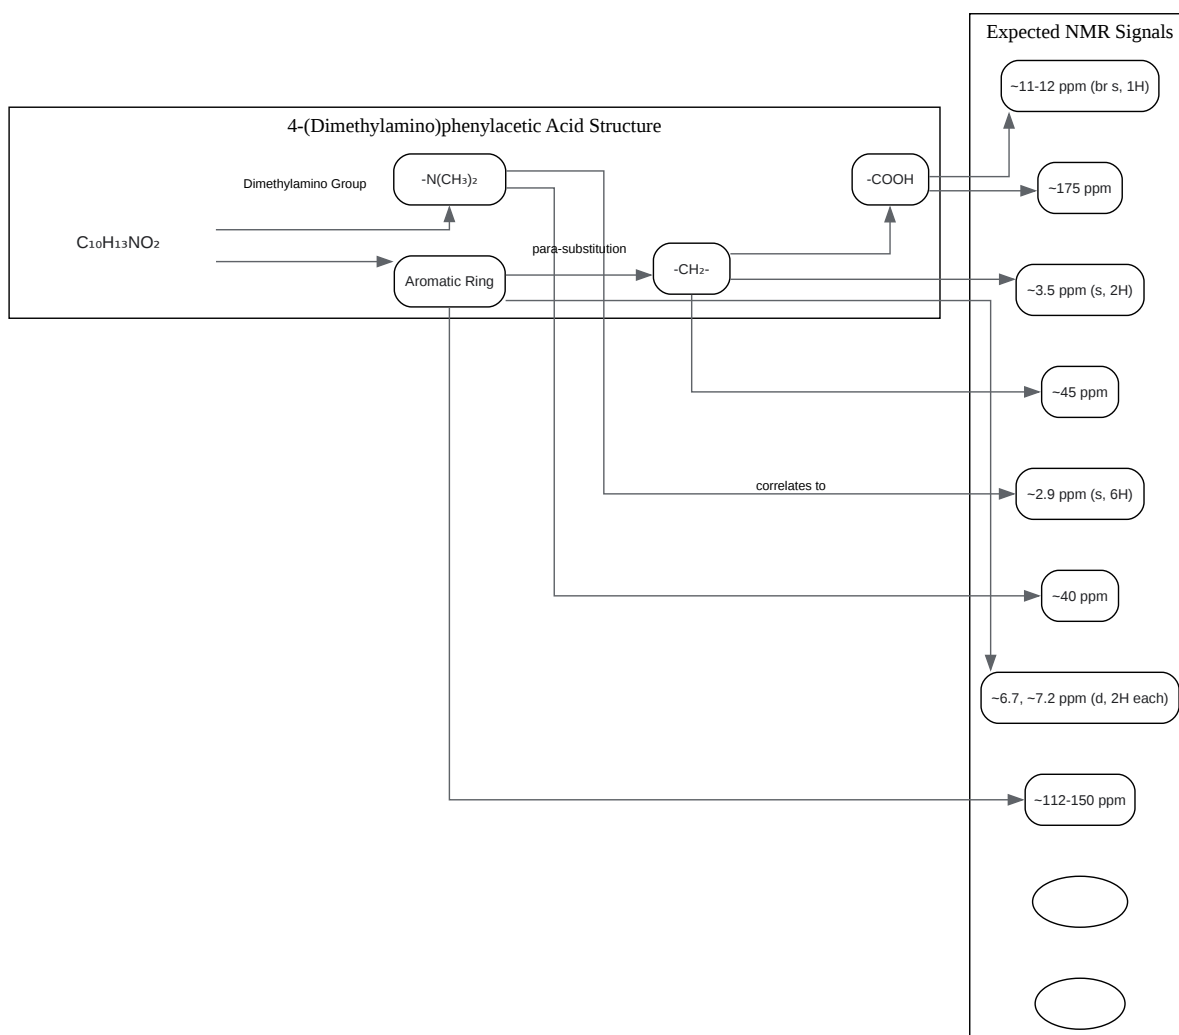 Expected NMR Signals
~11-12 ppm (br s, 1H)
4-(Dimethylamino)phenylacetic Acid Structure
Dimethylamino Group
-N(CH₃)₂
-COOH
~175 ppm
C₁₀H₁₃NO₂
para-substitution
Aromatic Ring
-CH₂-
~3.5 ppm (s, 2H)
~45 ppm
correlates to
~2.9 ppm (s, 6H)
~40 ppm
~6.7, ~7.2 ppm (d, 2H each)
~112-150 ppm